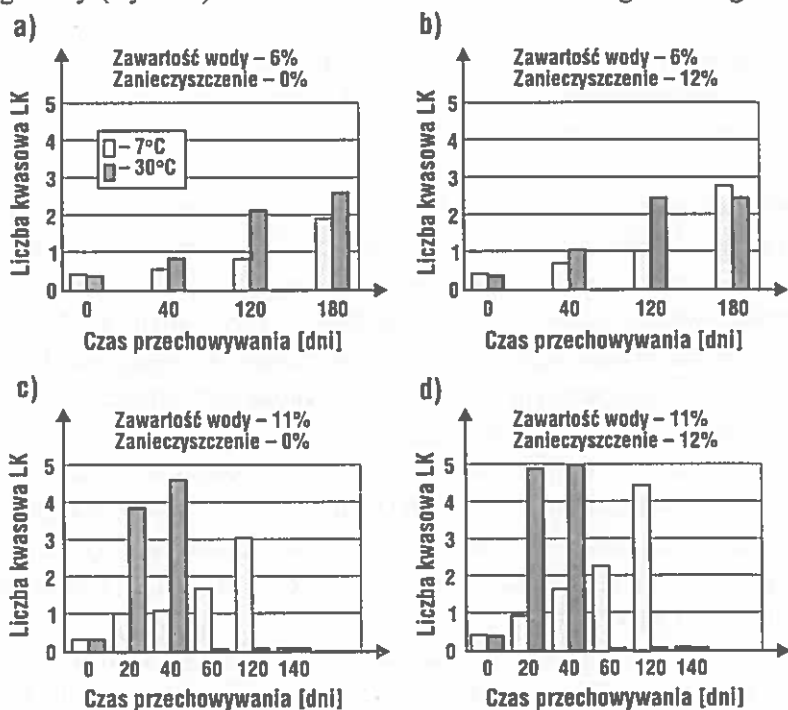 a)
Zawartość wody – 6%
Zanieczyszczenie – 0%
Liczba kwasowa LK
5
4
3
2
1
0
– 7°C
– 30°C
0 40 120 180
Czas przechowywania [dni]
b)
Zawartość wody – 6%
Zanieczyszczenie – 12%
Liczba kwasowa LK
5
4
3
2
1
0
0 40 120 180
Czas przechowywania [dni]
c)
Zawartość wody – 11%
Zanieczyszczenie – 0%
Liczba kwasowa LK
5
4
3
2
1
0
0 20 40 60 120 140
Czas przechowywania [dni]
d)
Zawartość wody – 11%
Zanieczyszczenie – 12%
Liczba kwasowa LK
5
4
3
2
1
0
0 20 40 60 120 140
Czas przechowywania [dni]